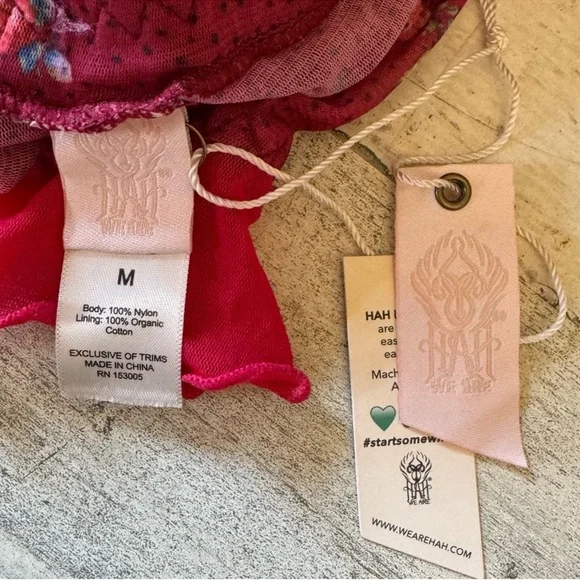 HAH
WE ARE
M
Body: 100% Nylon
Lining: 100% Organic
Cotton
EXCLUSIVE OF TRIMS
MADE IN CHINA
RN 153005
HAH
are
eas
ea
Mach
A
#startsomewh
HAH
WE ARE
WWW.WEAREHAH.COM
HAH
WE ARE